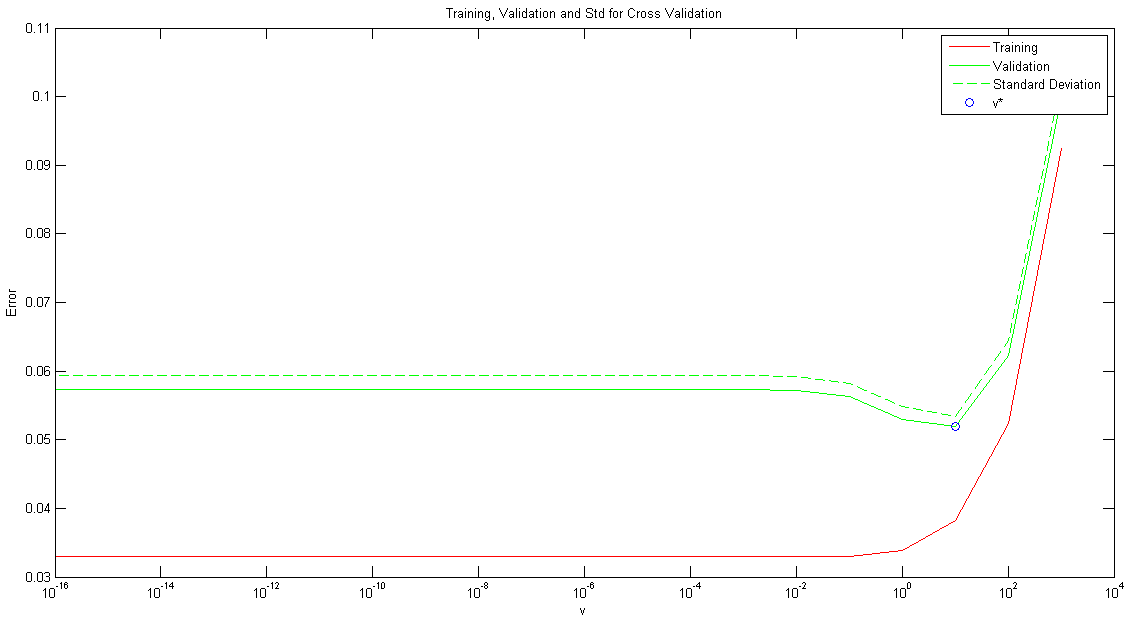 Training, Validation and Std for Cross Validation
0.11
0.1
0.09
0.08
0.07
0.06
0.05
0.04
0.03
Error
Training
Validation
Standard Deviation
v*
10^-16
10^-14
10^-12
10^-10
10^-8
10^-6
10^-4
10^-2
10^0
10^2
10^4
v